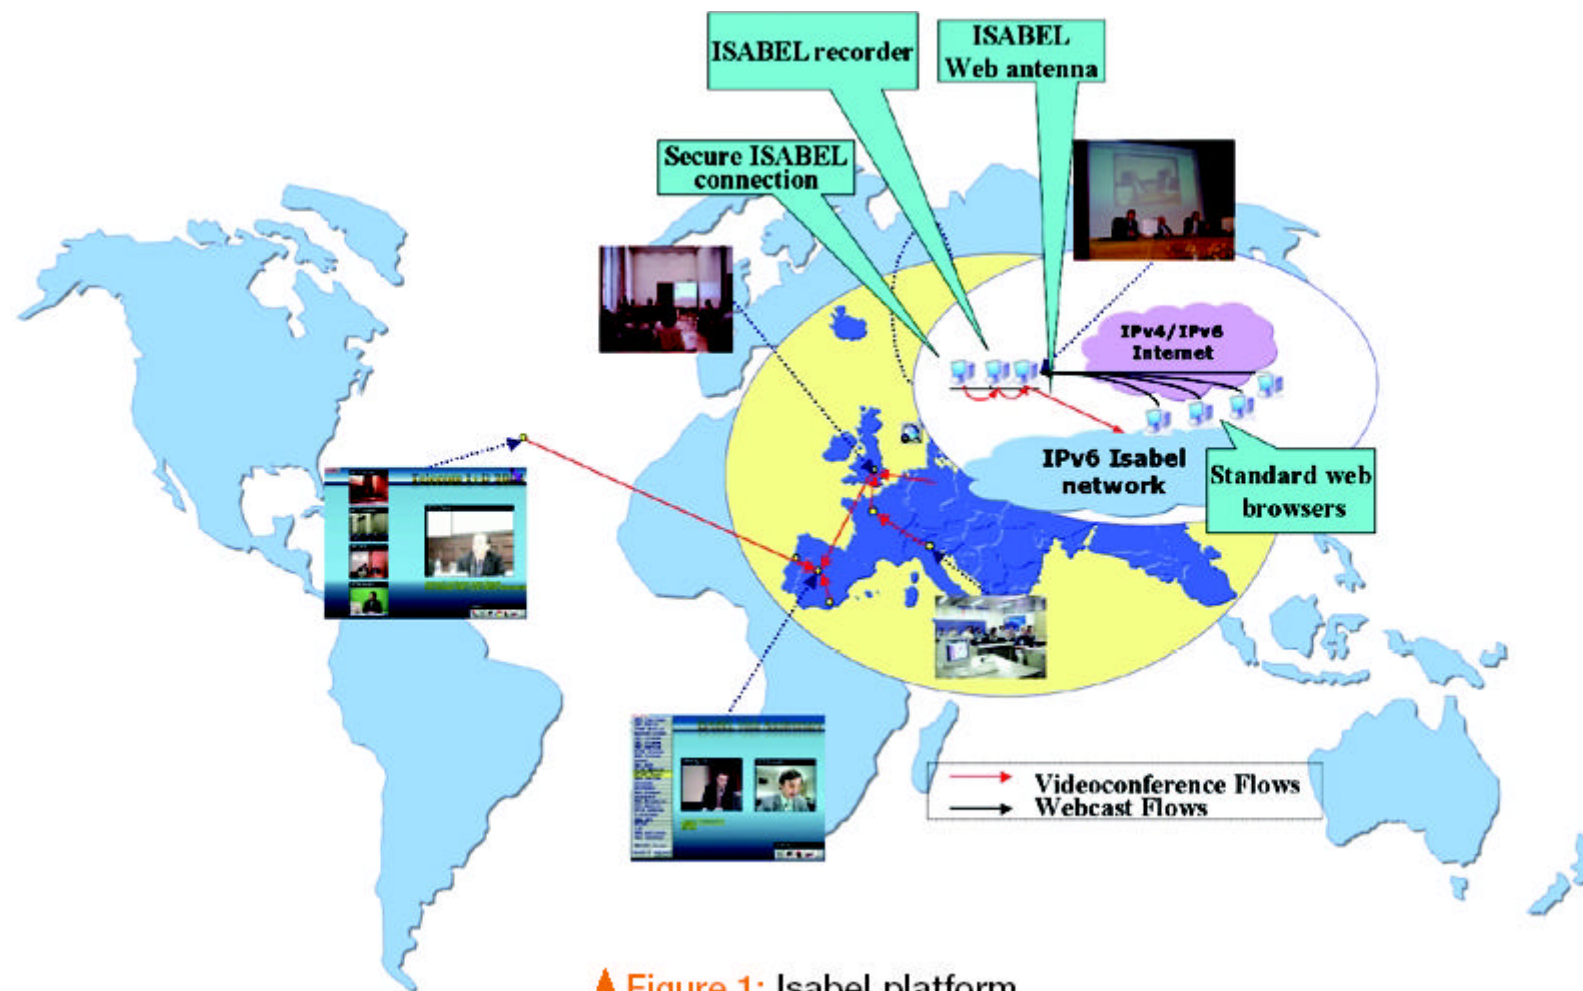 ISABEL recorder
ISABEL
Web antenna
Secure ISABEL
connection
IPv4/IPv6
Internet
IPv6 Isabel
network
Standard web
browsers
Videoconference Flows
Webcast Flows
Figure 1: Isabel platform